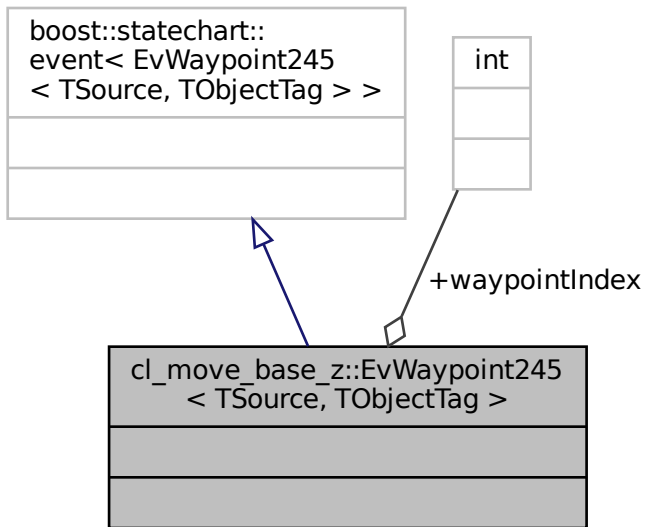 boost::statechart::
event< EvWaypoint245
< TSource, TObjectTag > >
int
+waypointIndex
cl_move_base_z::EvWaypoint245
< TSource, TObjectTag >